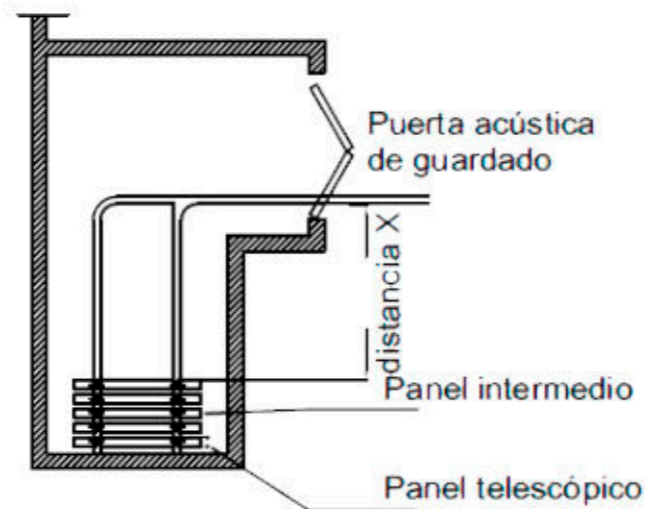 Puerta acústica
de guardado
distancia X
Panel intermedio
Panel telescópico